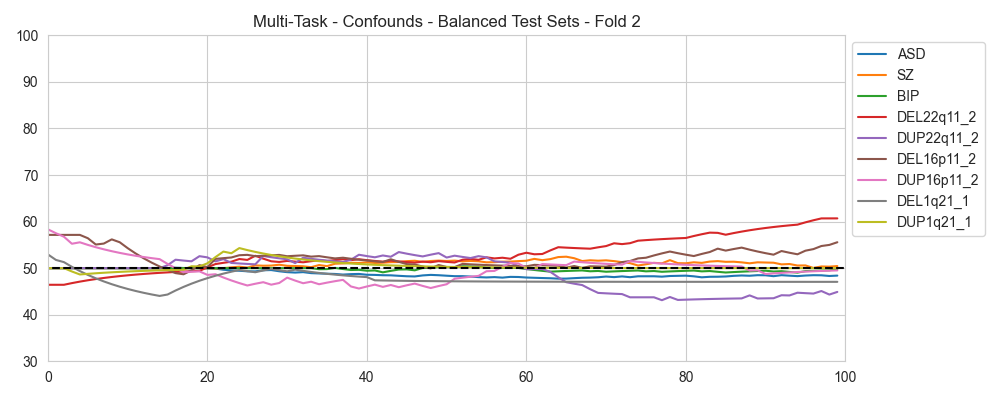 Multi-Task - Confounds - Balanced Test Sets - Fold 2
100
90
80
70
60
50
40
30
0
20
40
60
80
100
ASD
SZ
BIP
DEL22q11_2
DUP22q11_2
DEL16p11_2
DUP16p11_2
DEL1q21_1
DUP1q21_1